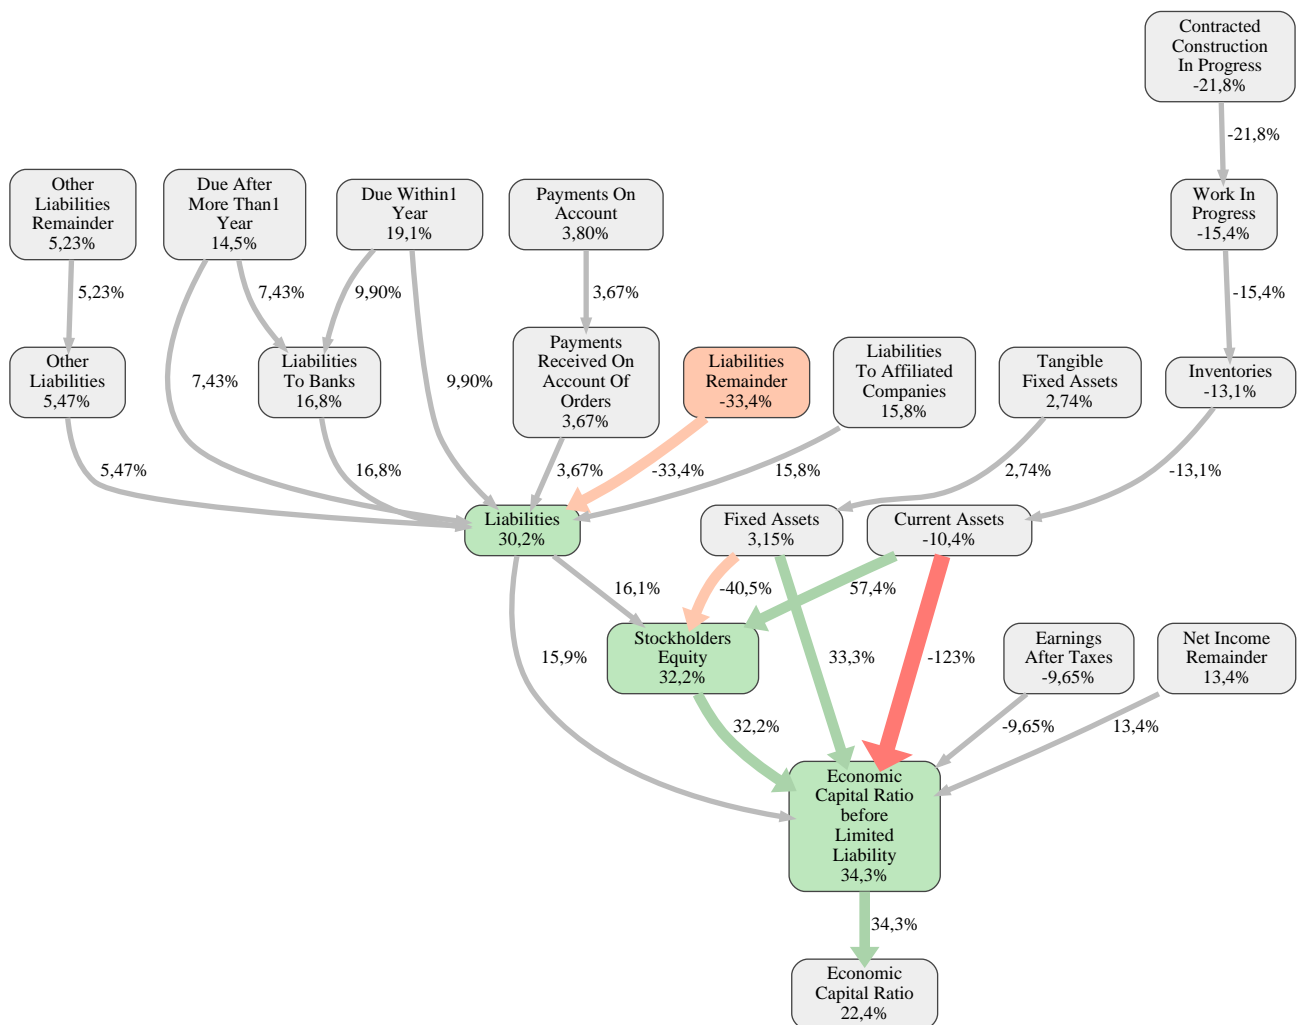 Contracted
Construction
In Progress
-21,8%
-21,8%
Other
Liabilities
Remainder
5,23%
Due After
More Than1
Year
14,5%
Due Within1
Year
19,1%
Payments On
Account
3,80%
Work In
Progress
-15,4%
5,23%
7,43%
9,90%
3,67%
-15,4%
Other
Liabilities
5,47%
7,43%
Liabilities
To Banks
16,8%
9,90%
Payments
Received On
Account Of
Orders
3,67%
Liabilities
Remainder
-33,4%
Liabilities
To Affiliated
Companies
15,8%
Tangible
Fixed Assets
2,74%
Inventories
-13,1%
5,47%
16,8%
3,67%
-33,4%
15,8%
2,74%
-13,1%
Liabilities
30,2%
Fixed Assets
3,15%
Current Assets
-10,4%
16,1%
-40,5%
57,4%
15,9%
Stockholders
Equity
32,2%
33,3%
-123%
Earnings
After Taxes
-9,65%
Net Income
Remainder
13,4%
32,2%
-9,65%
13,4%
Economic
Capital Ratio
before
Limited
Liability
34,3%
34,3%
Economic
Capital Ratio
22,4%